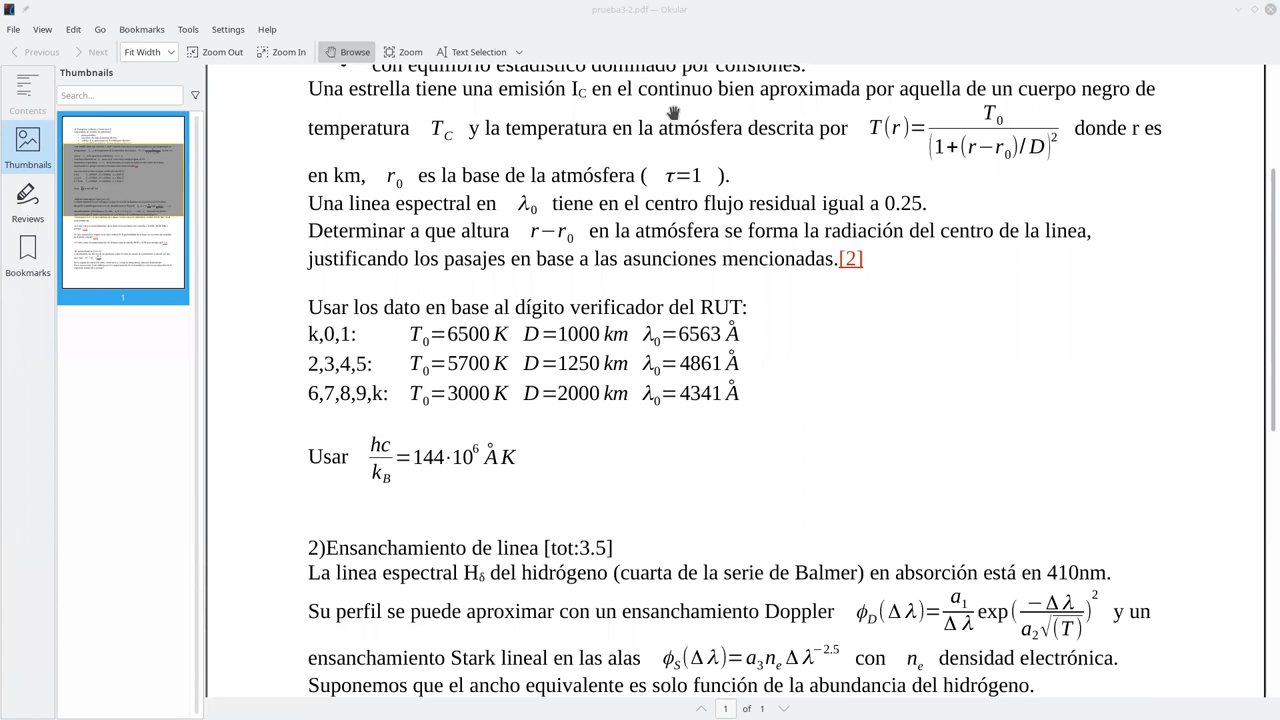 prueba3-2.pdf — Okular
File View Edit Go Bookmarks Tools Settings Help
Previous Next Fit Width Zoom Out Zoom In Browse Zoom Text Selection
Thumbnails
Search...
Contents
Thumbnails
Reviews
Bookmarks
1
con equilibrio estadístico dominado por colisiones.
Una estrella tiene una emisión I_C en el continuo bien aproximada por aquella de un cuerpo negro de
temperatura T_C y la temperatura en la atmósfera descrita por T(r)=T_0/(1+(r−r_0)/D)^2 donde r es
en km, r_0 es la base de la atmósfera ( τ=1 ).
Una linea espectral en λ_0 tiene en el centro flujo residual igual a 0.25.
Determinar a que altura r−r_0 en la atmósfera se forma la radiación del centro de la linea,
justificando los pasajes en base a las asunciones mencionadas.[2]
Usar los dato en base al dígito verificador del RUT:
k,0,1: T_0=6500 K D=1000 km λ_0=6563 Å
2,3,4,5: T_0=5700 K D=1250 km λ_0=4861 Å
6,7,8,9,k: T_0=3000 K D=2000 km λ_0=4341 Å
Usar hc/k_B=144·10^6 Å K
2)Ensanchamiento de linea [tot:3.5]
La linea espectral H_δ del hidrógeno (cuarta de la serie de Balmer) en absorción está en 410nm.
Su perfil se puede aproximar con un ensanchamiento Doppler ϕ_D(Δλ)=a_1/Δλ exp(−Δλ/a_2√(T))^2 y un
ensanchamiento Stark lineal en las alas ϕ_S(Δλ)=a_3 n_e Δλ^−2.5 con n_e densidad electrónica.
Suponemos que el ancho equivalente es solo función de la abundancia del hidrógeno.
1 of 1